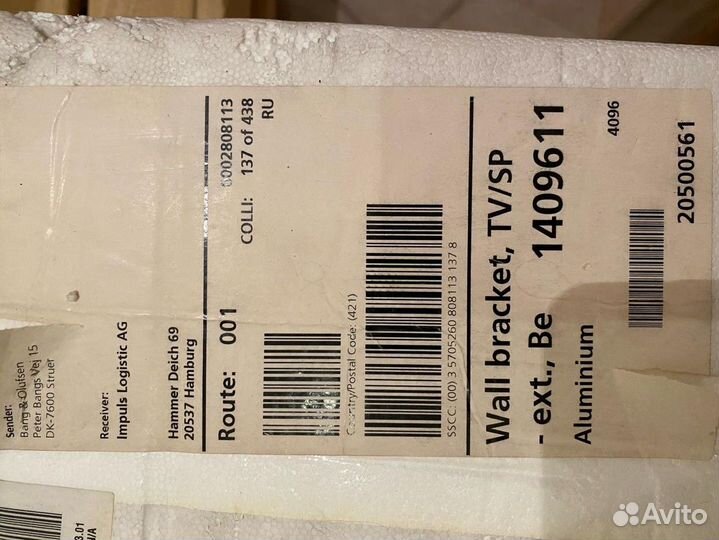 Sender:
Bang & Olufsen
Peter Bangs Vej 15
DK-7600 Struer
Receiver:
Impuls Logistic AG
Hammer Deich 69
20537 Hamburg
Route: 001
6002808113
COLLI: 137 of 438
RU
Country/Postal Code: (421)
SSCC: (00) 3 5705260 808113 137 8
Wall bracket, TV/SP
- ext., Be 1409611
Aluminium
4096
20500561
3.01
N/A
Avito